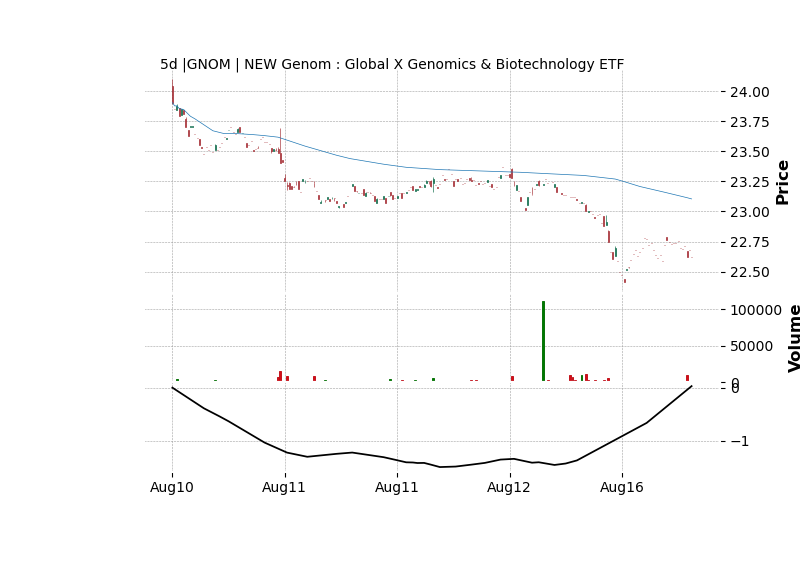 5d |GNOM | NEW Genom : Global X Genomics & Biotechnology ETF
24.00
23.75
23.50
23.25
23.00
22.75
22.50
Price
100000
50000
0
Volume
0
−1
Aug10
Aug11
Aug11
Aug12
Aug16